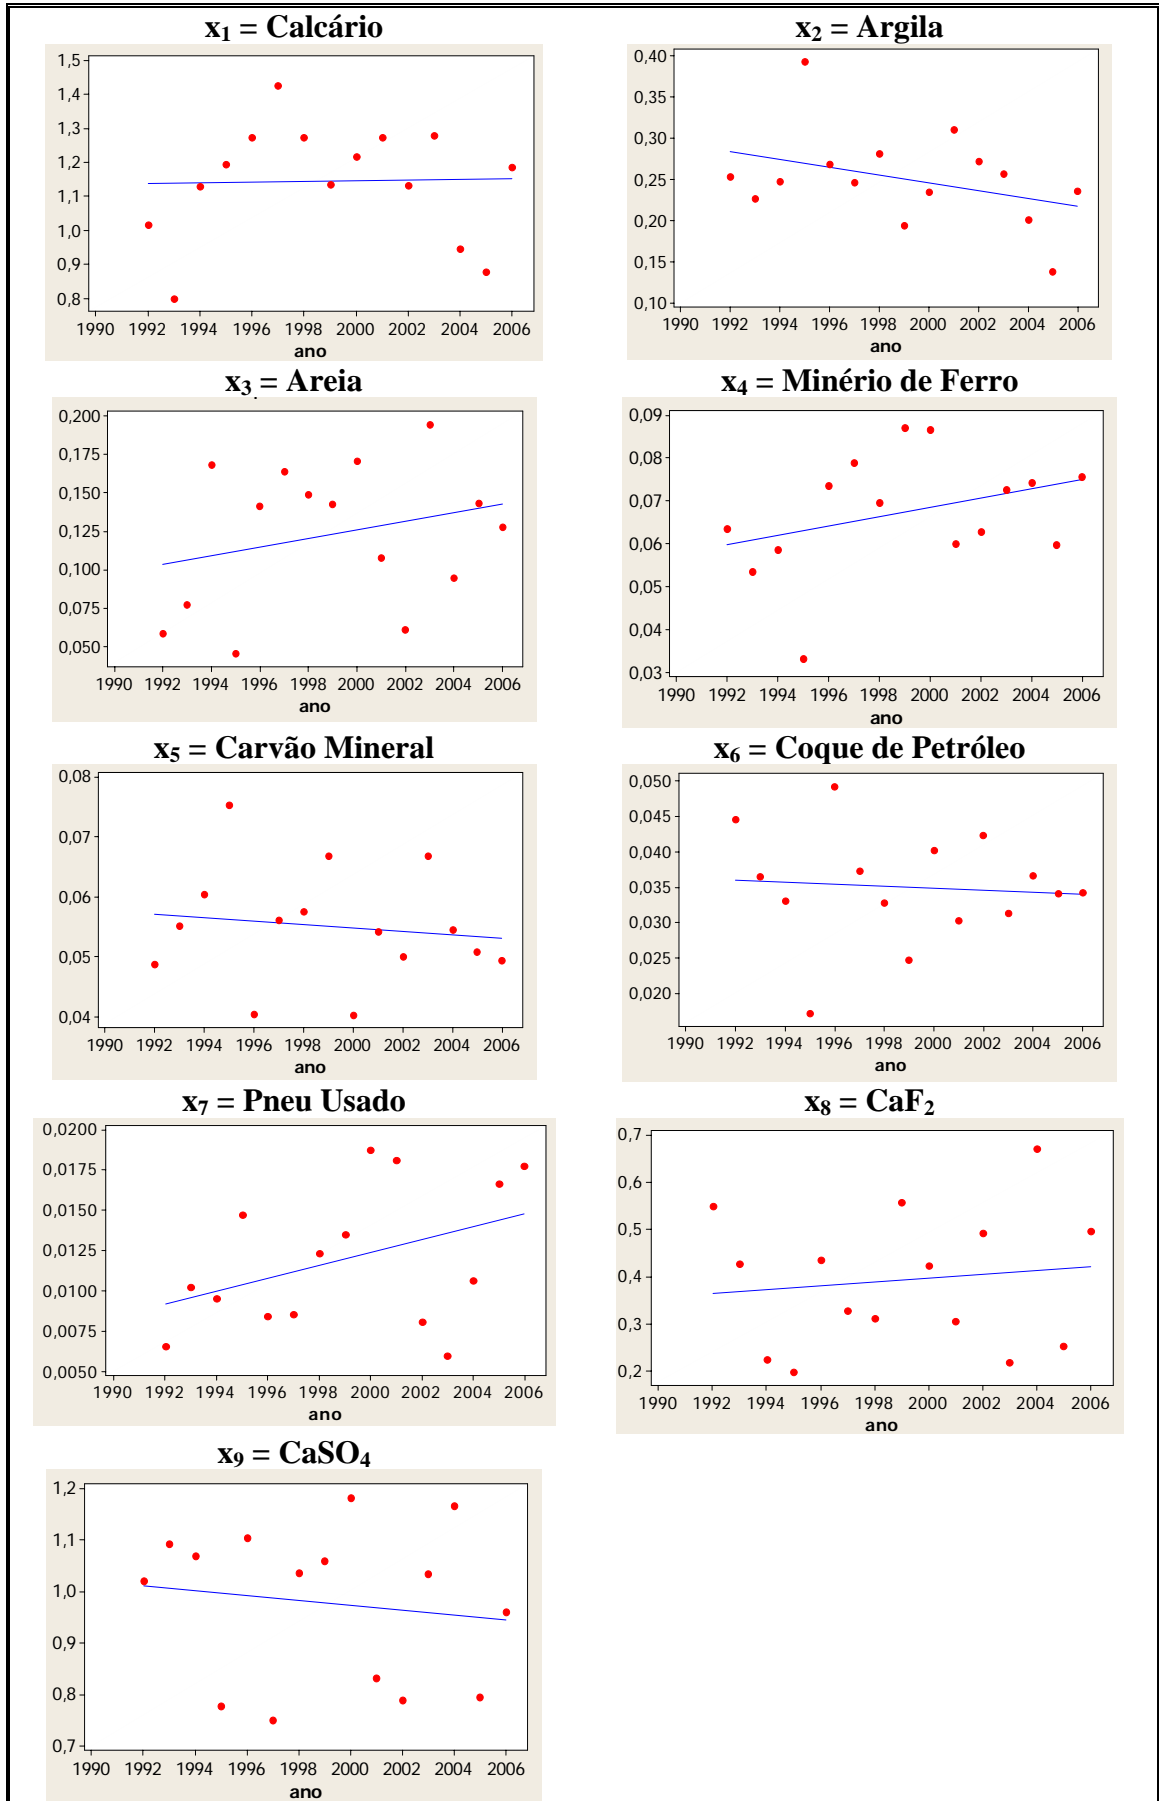 x₁ = Calcário
1,5
1,4
1,3
1,2
1,1
1,0
0,9
0,8
1990 1992 1994 1996 1998 2000 2002 2004 2006
ano
x₂ = Argila
0,40
0,35
0,30
0,25
0,20
0,15
0,10
1990 1992 1994 1996 1998 2000 2002 2004 2006
ano
x₃ = Areia
0,200
0,175
0,150
0,125
0,100
0,075
0,050
1990 1992 1994 1996 1998 2000 2002 2004 2006
ano
x₄ = Minério de Ferro
0,09
0,08
0,07
0,06
0,05
0,04
0,03
1990 1992 1994 1996 1998 2000 2002 2004 2006
ano
x₅ = Carvão Mineral
0,08
0,07
0,06
0,05
0,04
1990 1992 1994 1996 1998 2000 2002 2004 2006
ano
x₆ = Coque de Petróleo
0,050
0,045
0,040
0,035
0,030
0,025
0,020
1990 1992 1994 1996 1998 2000 2002 2004 2006
ano
x₇ = Pneu Usado
0,0200
0,0175
0,0150
0,0125
0,0100
0,0075
0,0050
1990 1992 1994 1996 1998 2000 2002 2004 2006
ano
x₈ = CaF₂
0,7
0,6
0,5
0,4
0,3
0,2
1990 1992 1994 1996 1998 2000 2002 2004 2006
ano
x₉ = CaSO₄
1,2
1,1
1,0
0,9
0,8
0,7
1990 1992 1994 1996 1998 2000 2002 2004 2006
ano